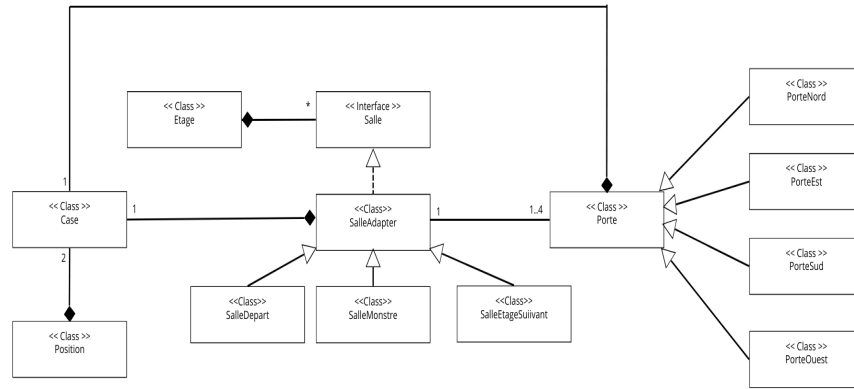 << Class >>
PorteNord
<< Class >>
Etage
*
<< Interface >>
Salle
<< Class >>
PorteEst
1
<< Class >>
Case
1
<<Class>>
SalleAdapter
1
1..4
<< Class >>
Porte
<< Class >>
PorteSud
2
<<Class>>
SalleDepart
<<Class>>
SalleMonstre
<<Class>>
SalleEtageSuiivant
<< Class >>
Position
<< Class >>
PorteOuest